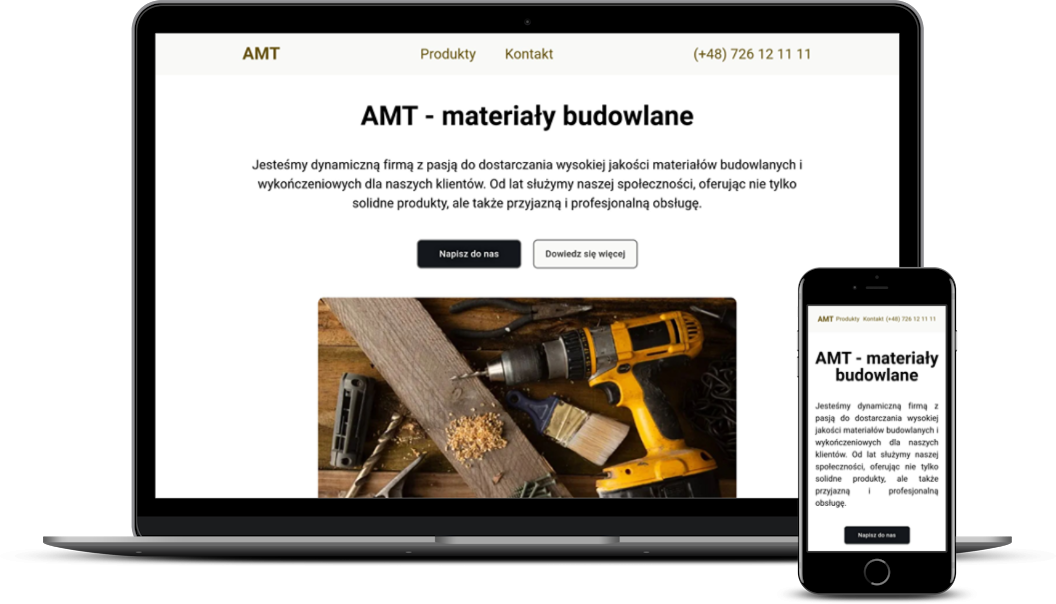 AMT Produkty Kontakt (+48) 726 12 11 11
AMT - materiały budowlane
Jesteśmy dynamiczną firmą z pasją do dostarczania wysokiej jakości materiałów budowlanych i
wykończeniowych dla naszych klientów. Od lat służymy naszej społeczności, oferując nie tylko
solidne produkty, ale także przyjazną i profesjonalną obsługę.
Napisz do nas Dowiedz się więcej
AMT Produkty Kontakt (+48) 726 12 11 11
AMT - materiały
budowlane
Jesteśmy dynamiczną firmą z
pasją do dostarczania wysokiej
jakości materiałów budowlanych i
wykończeniowych dla naszych
klientów. Od lat służymy naszej
społeczności, oferując nie tylko
solidne produkty, ale także
przyjazną i profesjonalną
obsługę.
Napisz do nas